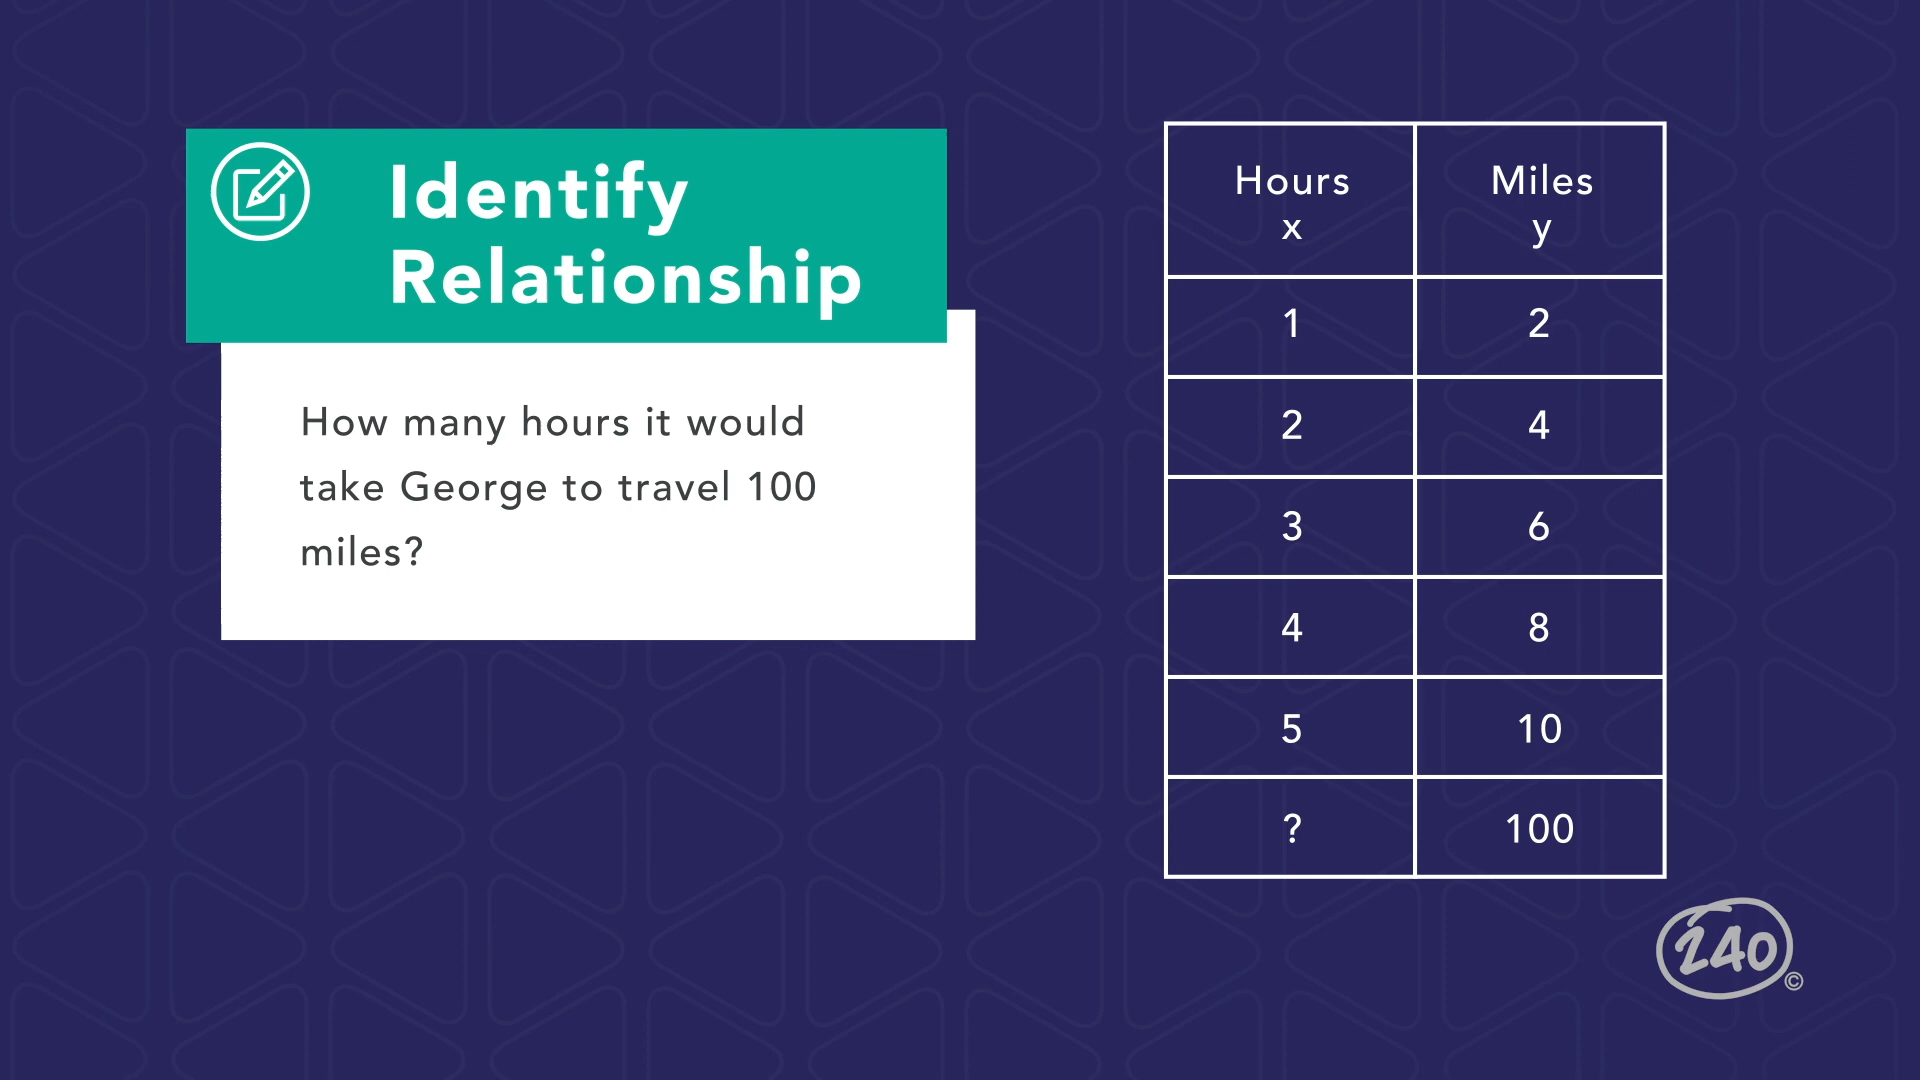 Identify
Relationship
How many hours it would
take George to travel 100
miles?
Hours Miles
x y
1 2
2 4
3 6
4 8
5 10
? 100
240
©